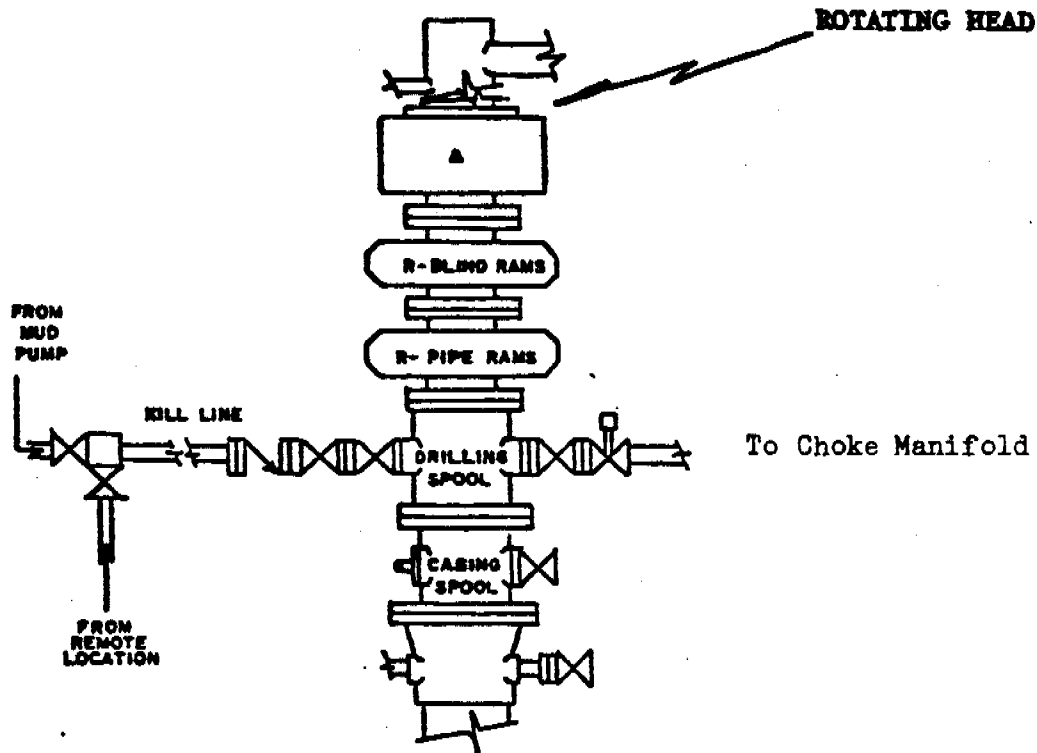 ROTATING HEAD
A
R-BLIND RAMS
FROM
MUD
PUMP
R- PIPE RAMS
KILL LINE
DRILLING
SPOOL
To Choke Manifold
CASING
SPOOL
FROM
REMOTE
LOCATION